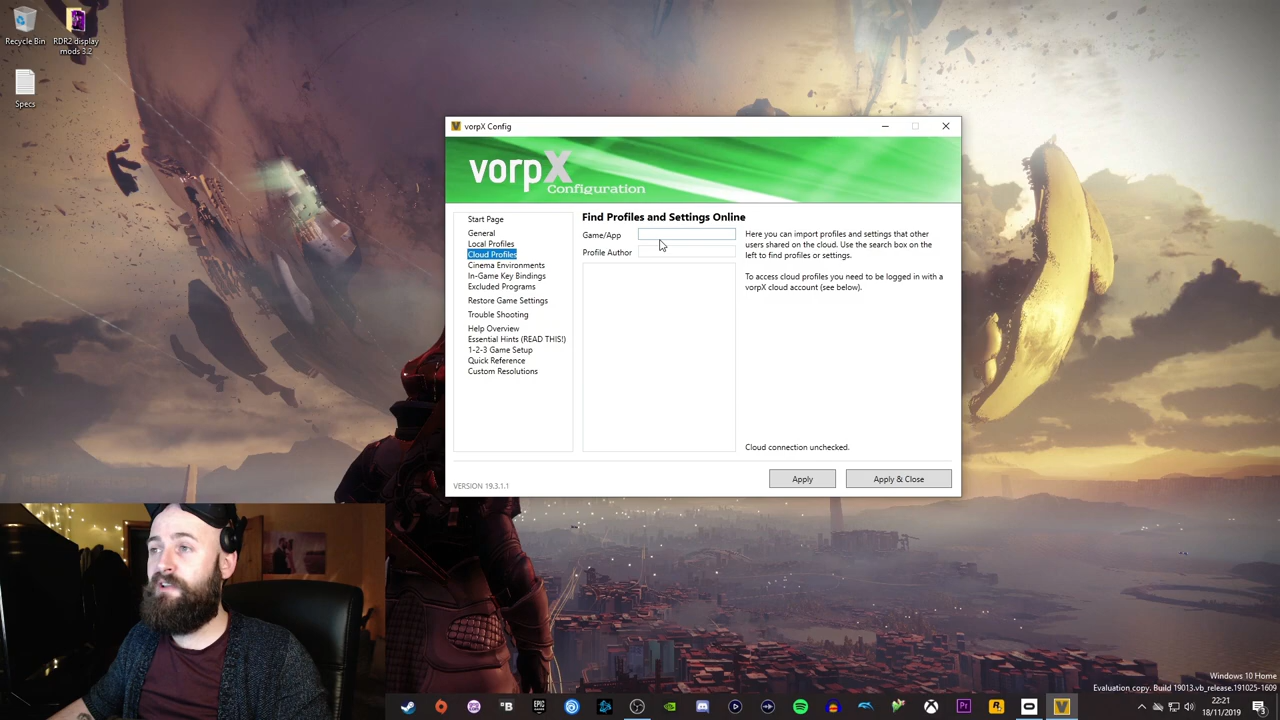 Recycle Bin
RDR2 display
mods 3.2
Specs
vorpX Config
vorpX
Configuration
Start Page
General
Local Profiles
Cloud Profiles
Cinema Environments
In-Game Key Bindings
Excluded Programs
Restore Game Settings
Trouble Shooting
Help Overview
Essential Hints (READ THIS!)
1-2-3 Game Setup
Quick Reference
Custom Resolutions
Find Profiles and Settings Online
Game/App
Profile Author
Here you can import profiles and settings that other
users shared on the cloud. Use the search box on the
left to find profiles or settings.
To access cloud profiles you need to be logged in with a
vorpX cloud account (see below).
Cloud connection unchecked.
VERSION 19.3.1.1
Apply
Apply & Close
Windows 10 Home
Evaluation copy. Build 19013.vb_release.191025-1609
22:21
18/11/2019